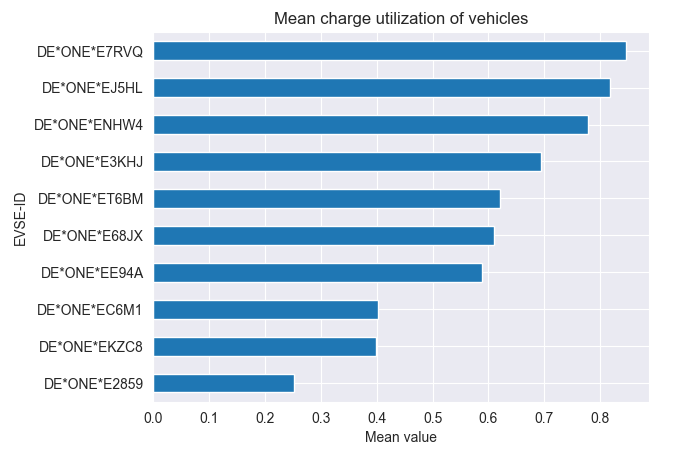 Mean charge utilization of vehicles
EVSE-ID
DE*ONE*E7RVQ
DE*ONE*EJ5HL
DE*ONE*ENHW4
DE*ONE*E3KHJ
DE*ONE*ET6BM
DE*ONE*E68JX
DE*ONE*EE94A
DE*ONE*EC6M1
DE*ONE*EKZC8
DE*ONE*E2859
0.0 0.1 0.2 0.3 0.4 0.5 0.6 0.7 0.8
Mean value